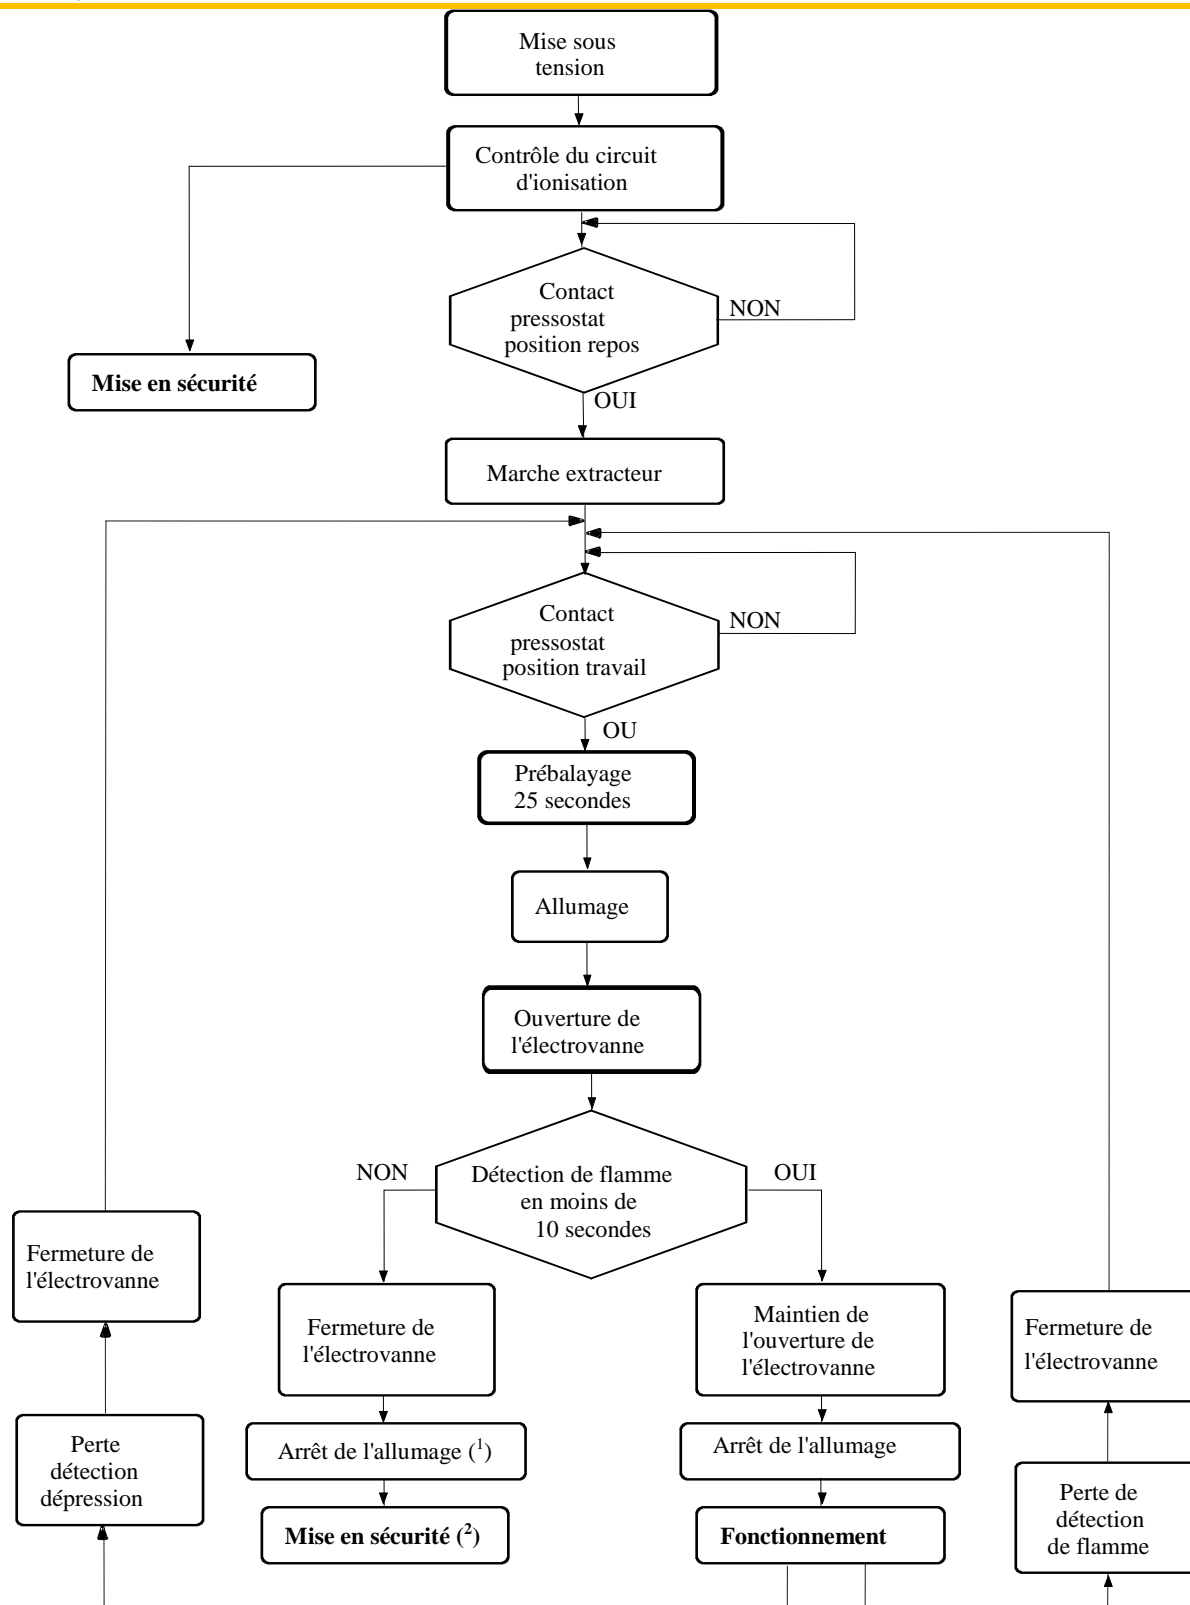 Mise sous
tension
Contrôle du circuit
d'ionisation
Contact
pressostat
position repos
NON
Mise en sécurité
OUI
Marche extracteur
Contact
pressostat
position travail
NON
OU
Prébalayage
25 secondes
Allumage
Ouverture de
l'électrovanne
NON
Détection de flamme
en moins de
10 secondes
OUI
Fermeture de
l'électrovanne
Fermeture de
l'électrovanne
Maintien de
l'ouverture de
l'électrovanne
Fermeture de
l'électrovanne
Perte
détection
dépression
Arrêt de l'allumage (¹)
Arrêt de l'allumage
Perte de
détection
de flamme
Mise en sécurité (²)
Fonctionnement